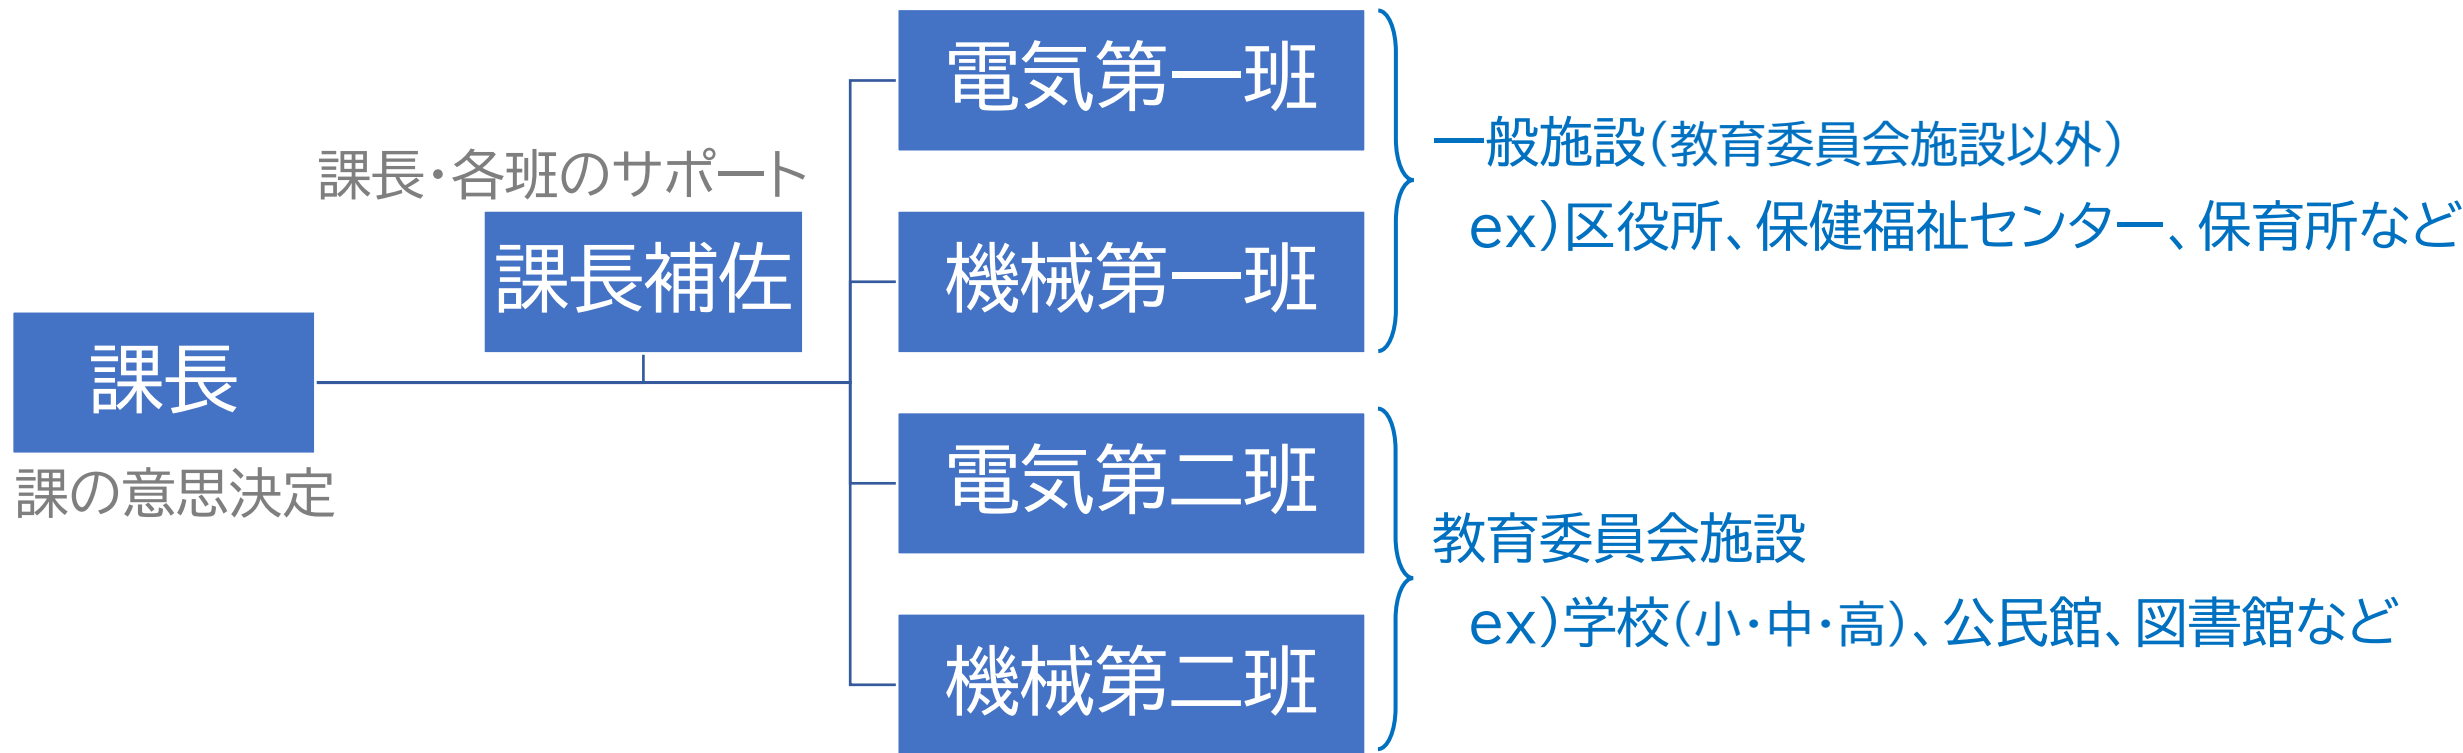 課長
課の意思決定
課長・各班のサポート
課長補佐
電気第一班
機械第一班
一般施設（教育委員会施設以外）
ex）区役所、保健福祉センター、保育所など
電気第二班
機械第二班
教育委員会施設
ex）学校（小・中・高）、公民館、図書館など